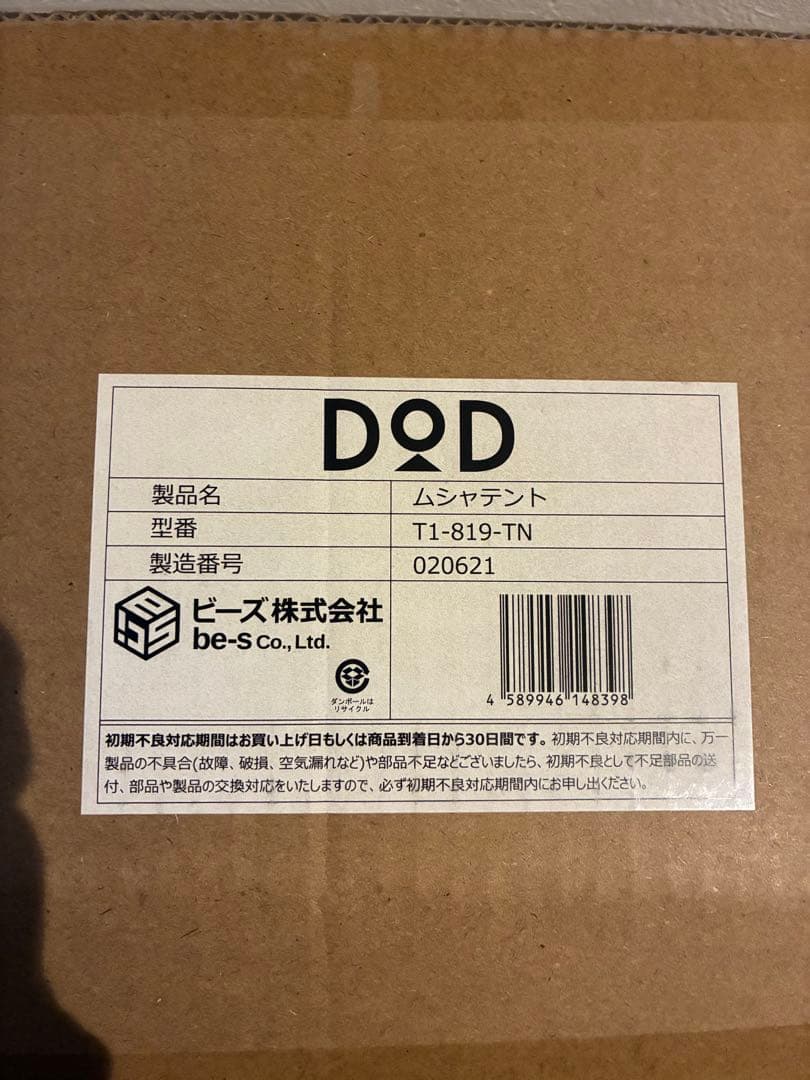 DOD
製品名 ムシャテント
型番 T1-819-TN
製造番号 020621
ビーズ株式会社
be-s Co., Ltd.
ダンボールは
リサイクル
4 589946 148398
初期不良対応期間はお買い上げ日もしくは商品到着日から30日間です。初期不良対応期間内に、万一
製品の不具合(故障、破損、空気漏れなど)や部品不足などございましたら、初期不良として不足部品の送
付、部品や製品の交換対応をいたしますので、必ず初期不良対応期間内にお申し出ください。